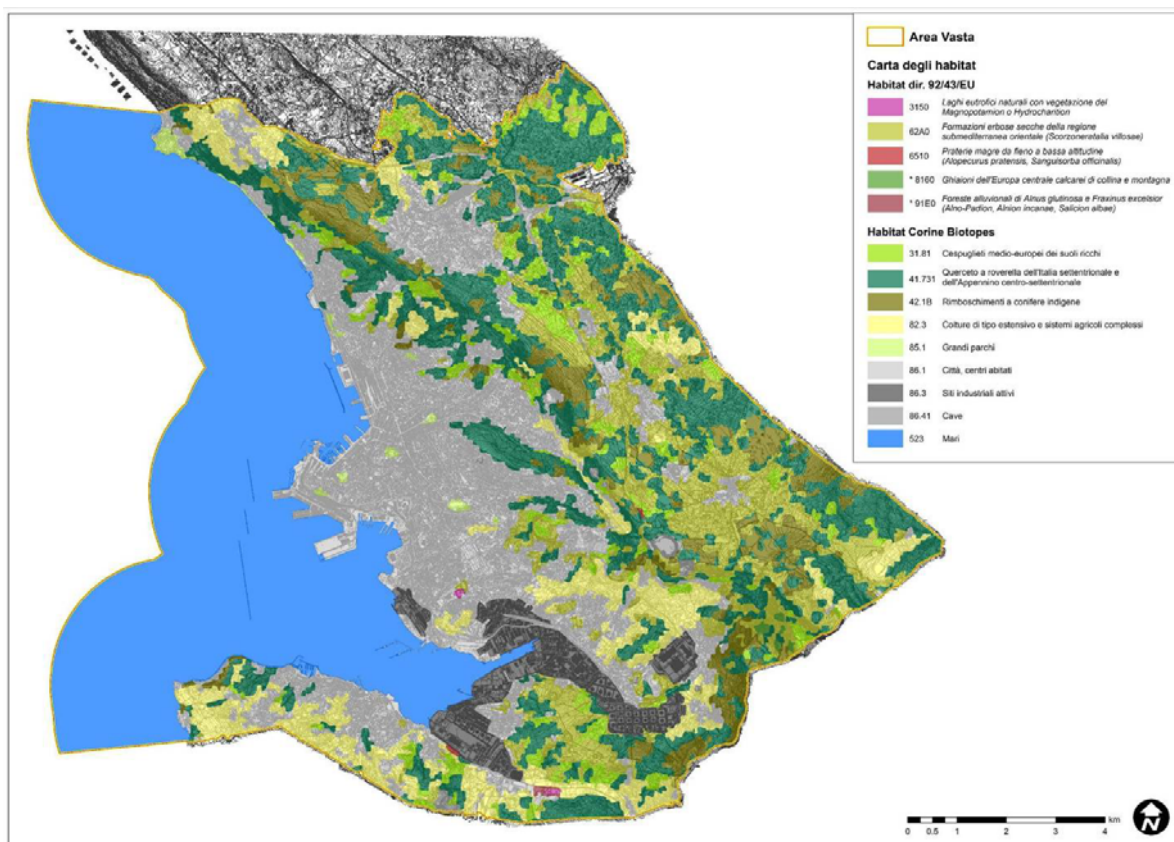 Area Vasta
Carta degli habitat
Habitat dir. 92/43/EU
3150 Laghi eutrofici naturali con vegetazione del
Magnopotamion o Hydrocharition
62A0 Formazioni erbose secche della regione
submediterranea orientale (Scorzoneratalia villosae)
6510 Praterie magre da fieno a bassa altitudine
(Alopecurus pratensis, Sanguisorba officinalis)
* 8160 Ghiaioni dell'Europa centrale calcarei di collina e montagna
* 91E0 Foreste alluvionali di Alnus glutinosa e Fraxinus excelsior
(Alno-Padion, Alnion incanae, Salicion albae)
Habitat Corine Biotopes
31.81 Cespuglieti medio-europei dei suoli ricchi
41.731 Querceto a roverella dell'Italia settentrionale e
dell'Appennino centro-settentrionale
42.1B Rimboschimenti a conifere indigene
82.3 Colture di tipo estensivo e sistemi agricoli complessi
85.1 Grandi parchi
86.1 Città, centri abitati
86.3 Siti industriali attivi
86.41 Cave
523 Mari
km
0 0.5 1 2 3 4
N